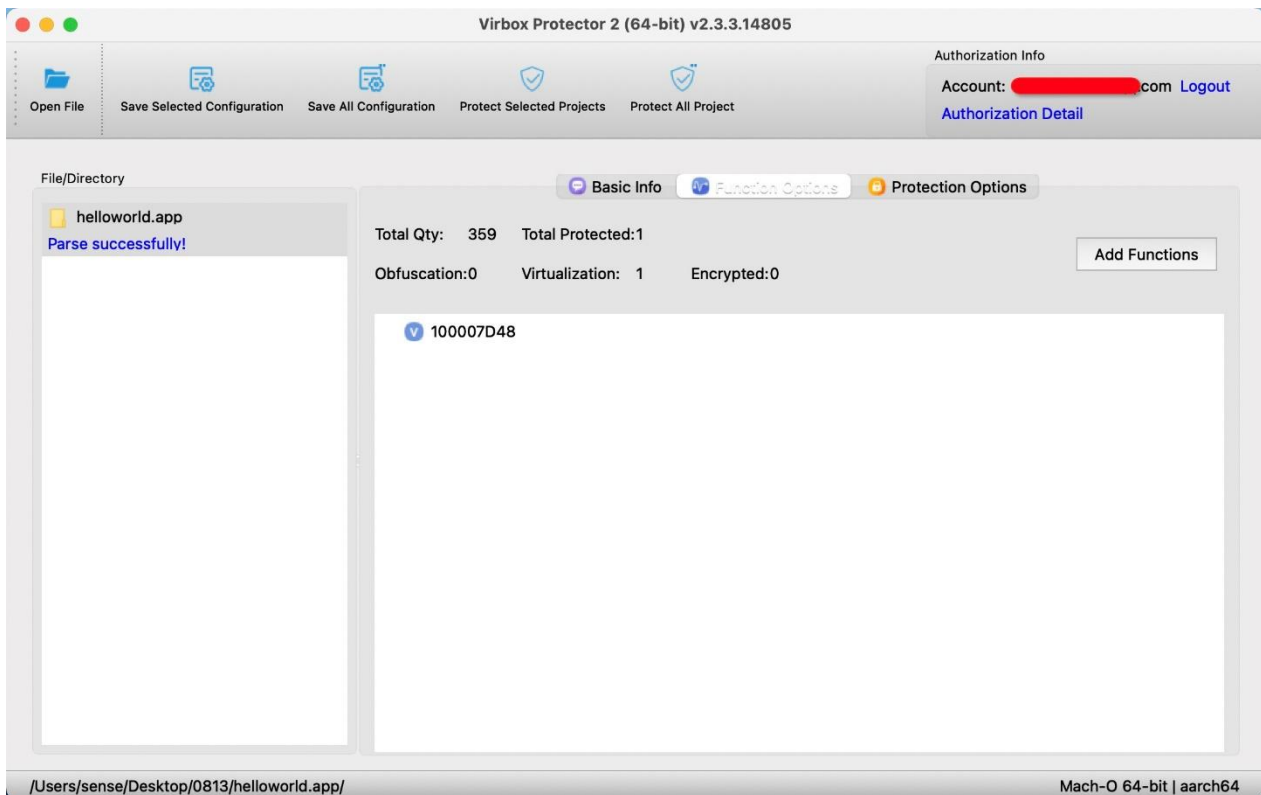 Virbox Protector 2 (64-bit) v2.3.3.14805
Open File
Save Selected Configuration
Save All Configuration
Protect Selected Projects
Protect All Project
Authorization Info
Account: com Logout
Authorization Detail
File/Directory
helloworld.app
Parse successfully!
Basic Info
Function Options
Protection Options
Total Qty: 359 Total Protected:1
Obfuscation:0 Virtualization: 1 Encrypted:0
Add Functions
V 100007D48
/Users/sense/Desktop/0813/helloworld.app/
Mach-O 64-bit | aarch64